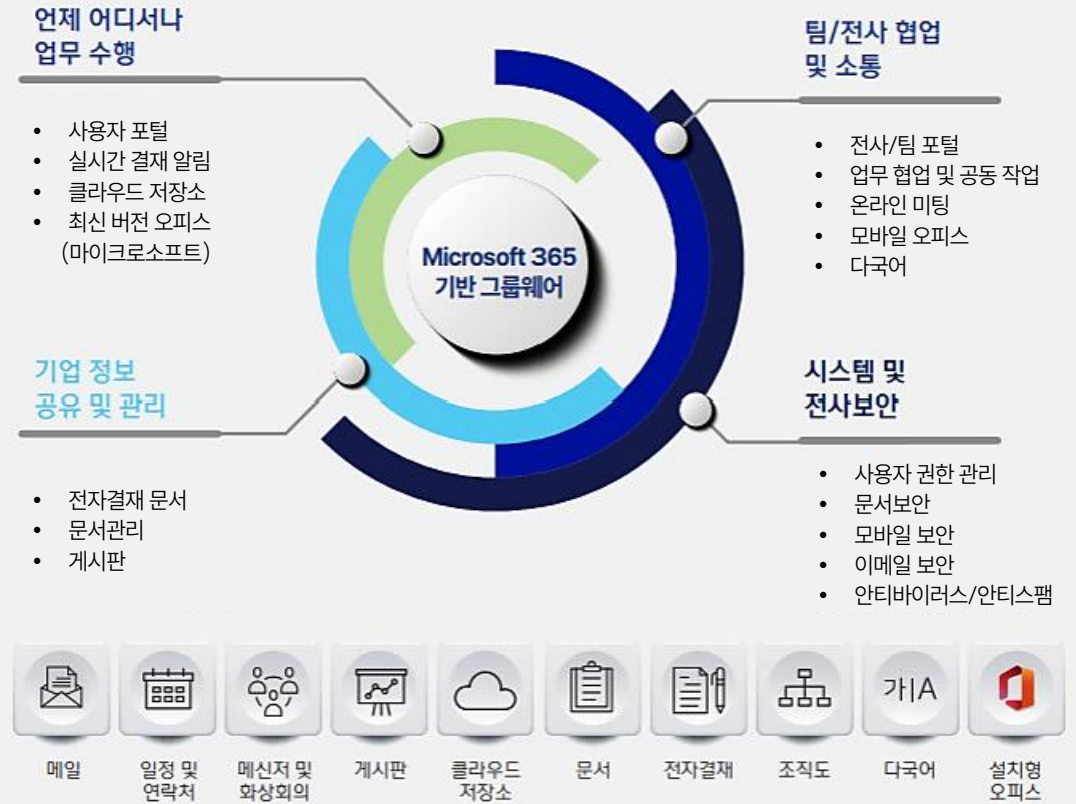 언제 어디서나
업무 수행
• 사용자 포털
• 실시간 결재 알림
• 클라우드 저장소
• 최신 버전 오피스
(마이크로소프트)
팀/전사 협업
및 소통
• 전사/팀 포털
• 업무 협업 및 공동 작업
• 온라인 미팅
• 모바일 오피스
• 다국어
Microsoft 365
기반 그룹웨어
기업 정보
공유 및 관리
• 전자결재 문서
• 문서관리
• 게시판
시스템 및
전사보안
• 사용자 권한 관리
• 문서보안
• 모바일 보안
• 이메일 보안
• 안티바이러스/안티스팸
가|A
메일
일정 및
연락처
메신저 및
화상회의
게시판
클라우드
저장소
문서
전자결재
조직도
다국어
설치형
오피스